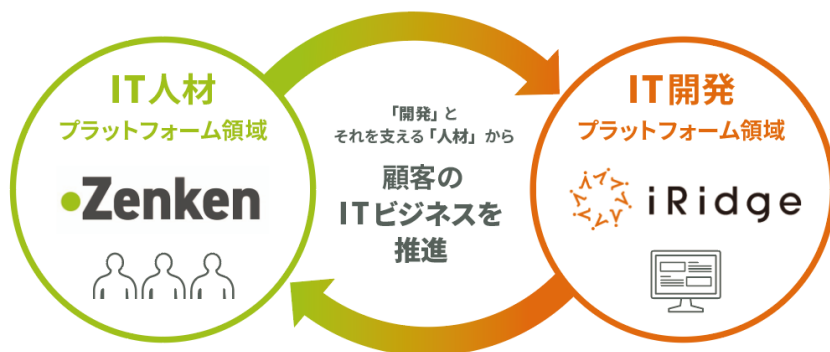 IT人材
プラットフォーム領域
Zenken
「開発」と
それを支える「人材」から
顧客の
ITビジネスを
推進
IT開発
プラットフォーム領域
iRidge